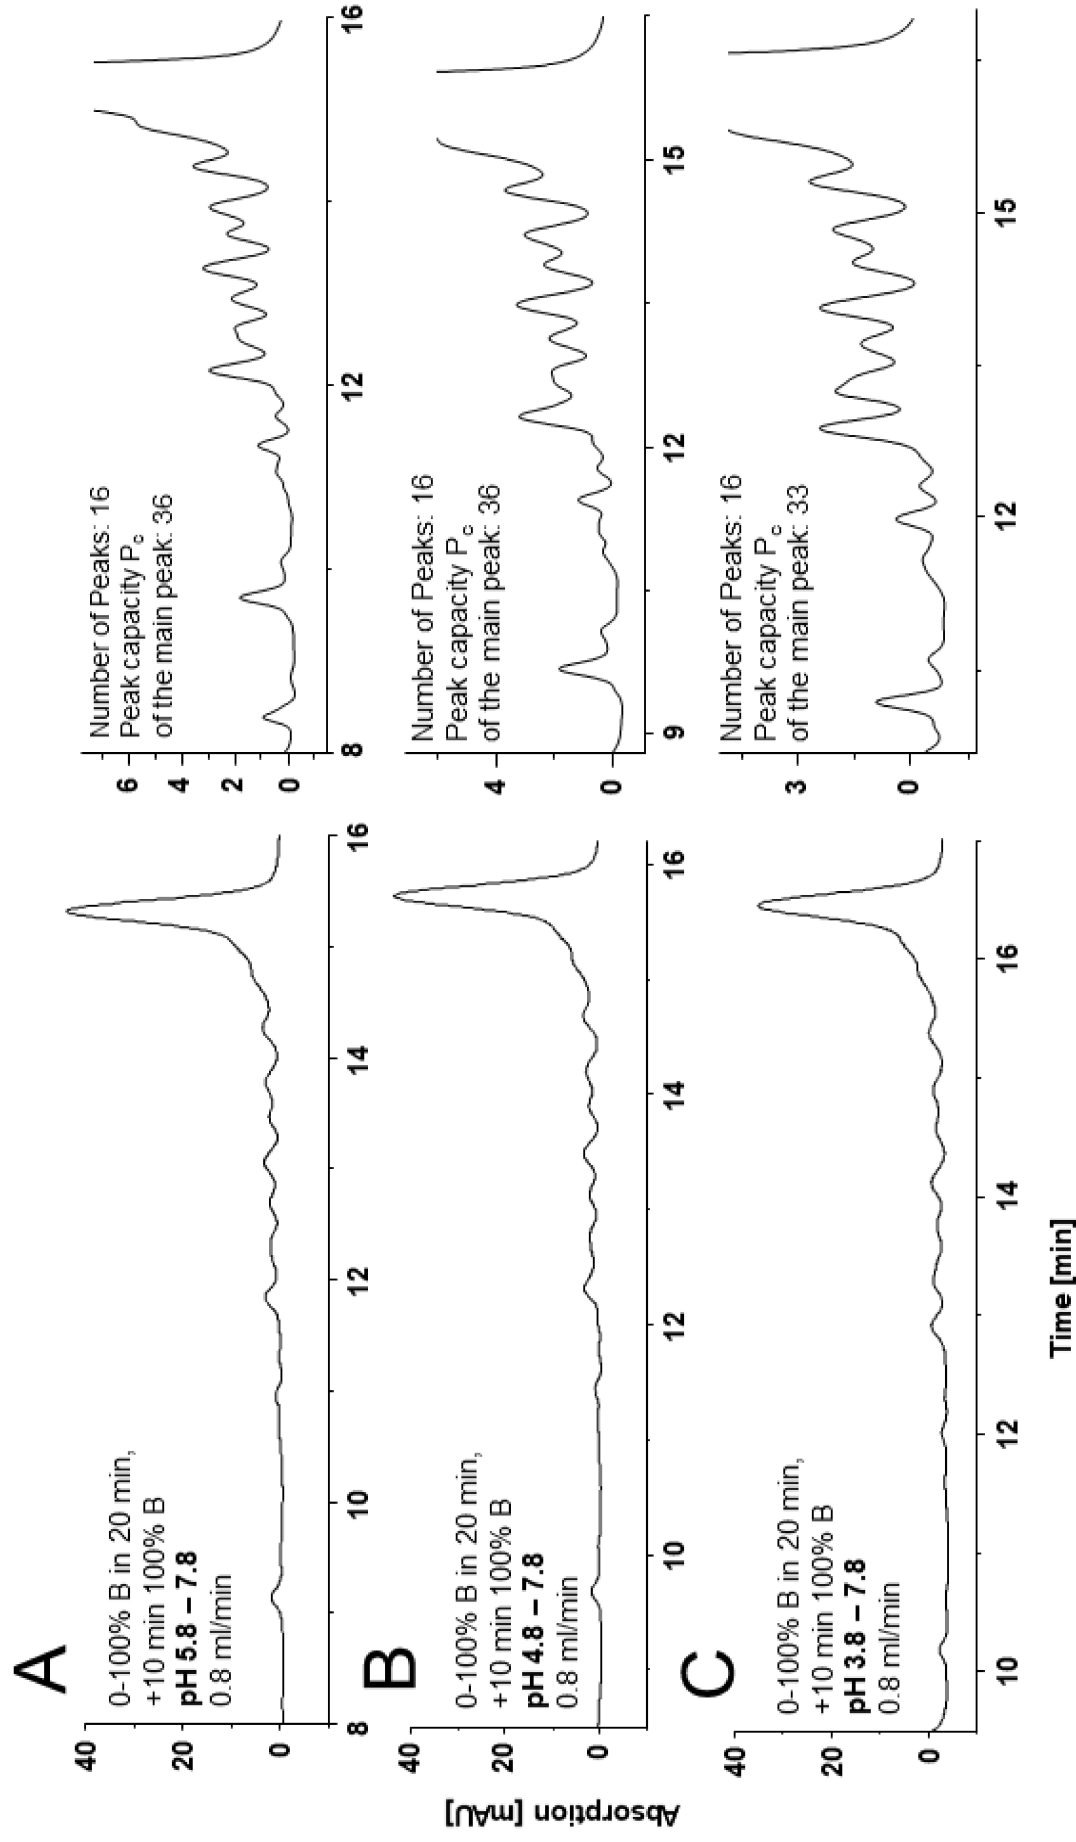 A
0-100% B in 20 min,
+10 min 100% B
pH 5.8 – 7.8
0.8 ml/min
40
20
0
8
10
12
14
16
Number of Peaks: 16
Peak capacity Pc
of the main peak: 36
6
4
2
0
8
12
16
B
0-100% B in 20 min,
+10 min 100% B
pH 4.8 – 7.8
0.8 ml/min
40
20
0
10
12
14
16
Number of Peaks: 16
Peak capacity Pc
of the main peak: 36
4
0
9
12
15
C
0-100% B in 20 min,
+10 min 100% B
pH 3.8 – 7.8
0.8 ml/min
40
20
0
10
12
14
16
Number of Peaks: 16
Peak capacity Pc
of the main peak: 33
3
0
12
15
Absorption [mAU]
Time [min]